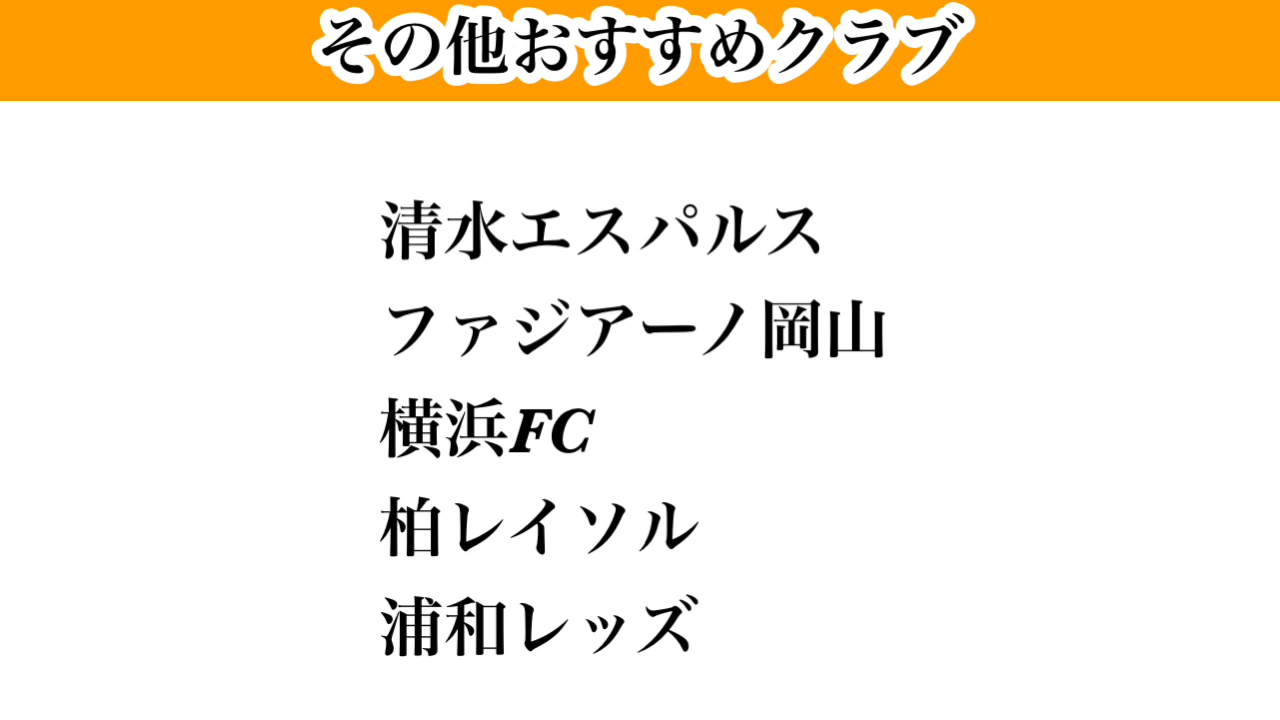 その他おすすめクラブ
清水エスパルス
ファジアーノ岡山
横浜FC
柏レイソル
浦和レッズ